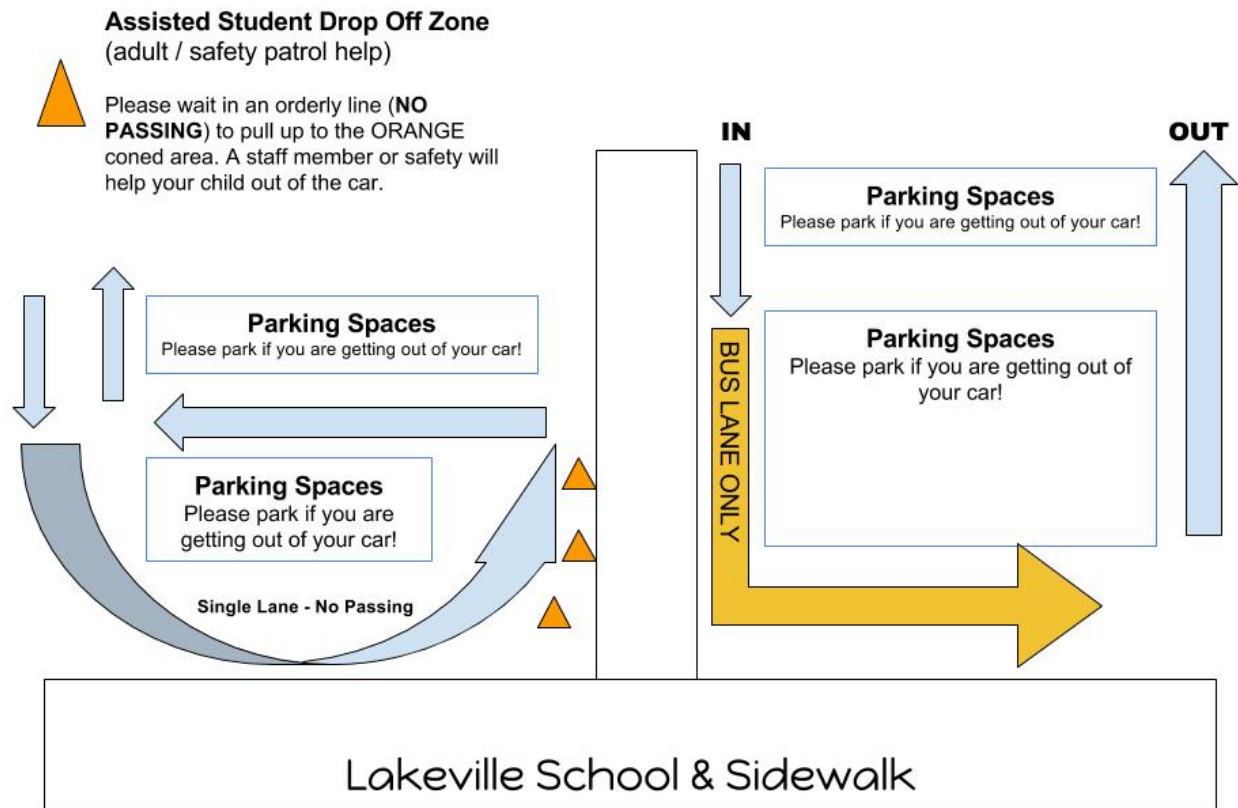 Assisted Student Drop Off Zone
(adult / safety patrol help)
Please wait in an orderly line (NO
PASSING) to pull up to the ORANGE
coned area. A staff member or safety will
help your child out of the car.
IN
OUT
Parking Spaces
Please park if you are getting out of your car!
Parking Spaces
Please park if you are getting out of your car!
Parking Spaces
Please park if you are getting out of
your car!
BUS LANE ONLY
Parking Spaces
Please park if you are
getting out of your car!
Single Lane - No Passing
Lakeville School & Sidewalk